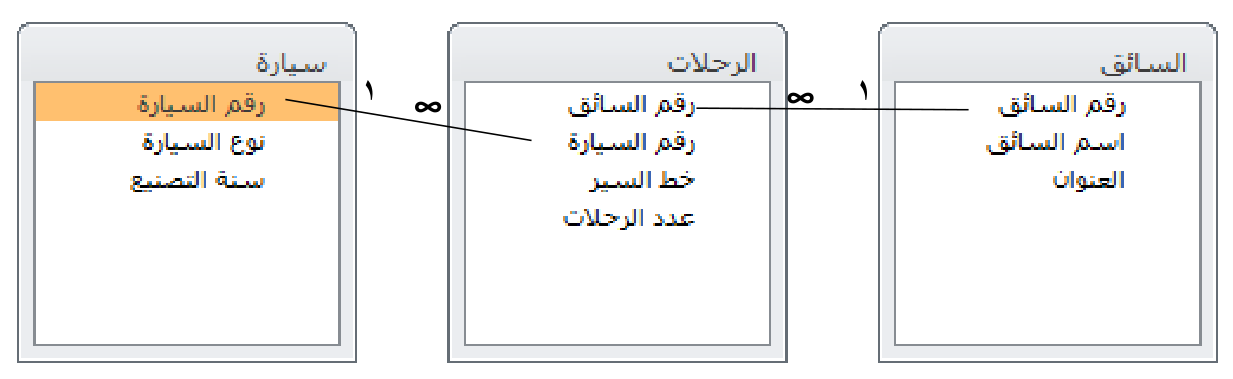 السائق
رقم السائق
اسم السائق
العنوان
١
∞
الرحلات
رقم السائق
رقم السيارة
خط السير
عدد الرحلات
∞
١
سيارة
رقم السيارة
نوع السيارة
سنة التصنيع